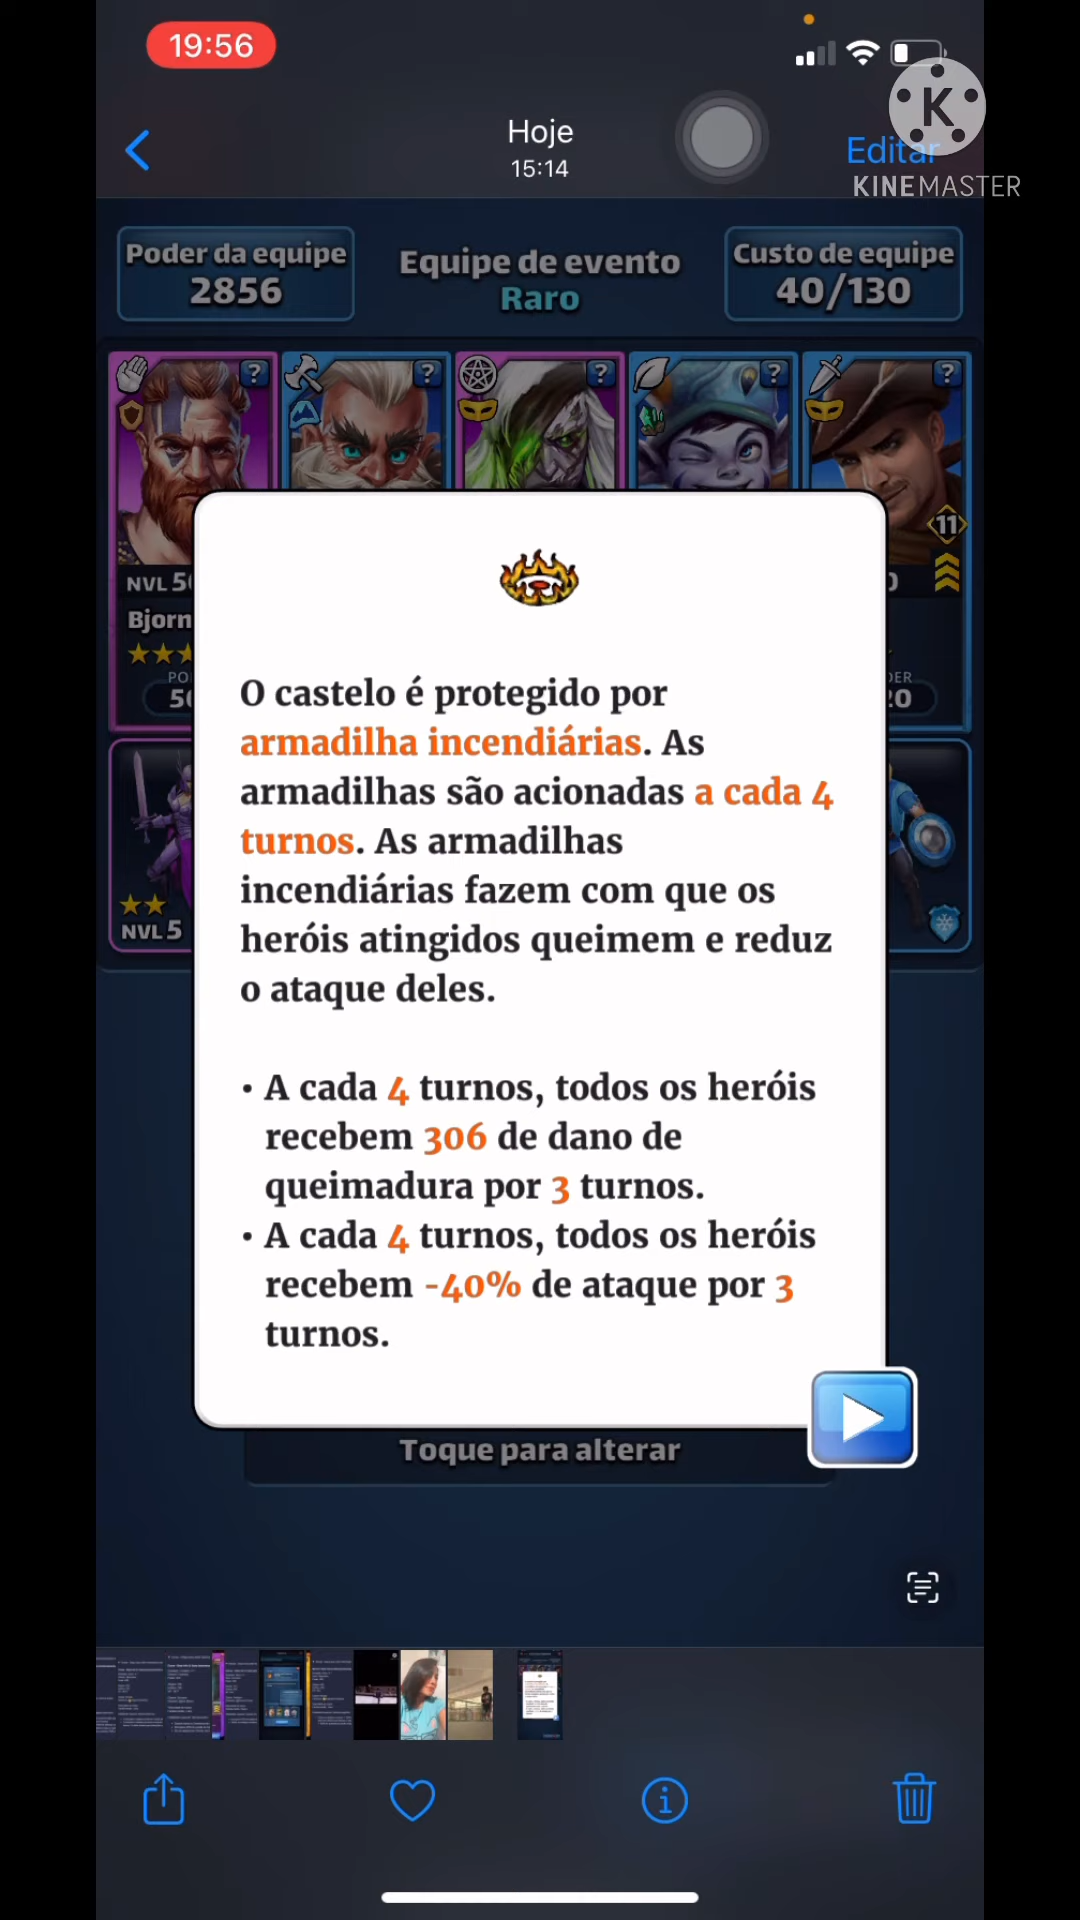 19:56
Hoje
15:14
Editar
K
KINEMASTER
Poder da equipe
2856
Equipe de evento
Raro
Custo de equipe
40/130
?
?
?
?
?
11
NVL
Bjorn
O castelo é protegido por
armadilha incendiárias. As
armadilhas são acionadas a cada 4
turnos. As armadilhas
incendiárias fazem com que os
heróis atingidos queimem e reduz
o ataque deles.
• A cada 4 turnos, todos os heróis
recebem 306 de dano de
queimadura por 3 turnos.
• A cada 4 turnos, todos os heróis
recebem -40% de ataque por 3
turnos.
NVL 5
Toque para alterar